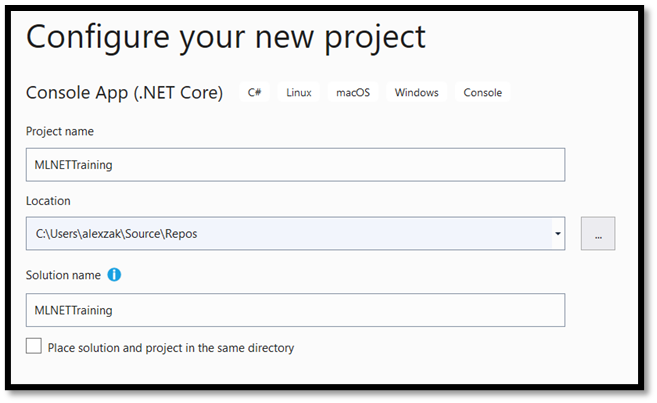 Configure your new project
Console App (.NET Core) C# Linux macOS Windows Console
Project name
MLNETTraining
Location
C:\Users\alexzak\Source\Repos
...
Solution name
MLNETTraining
Place solution and project in the same directory